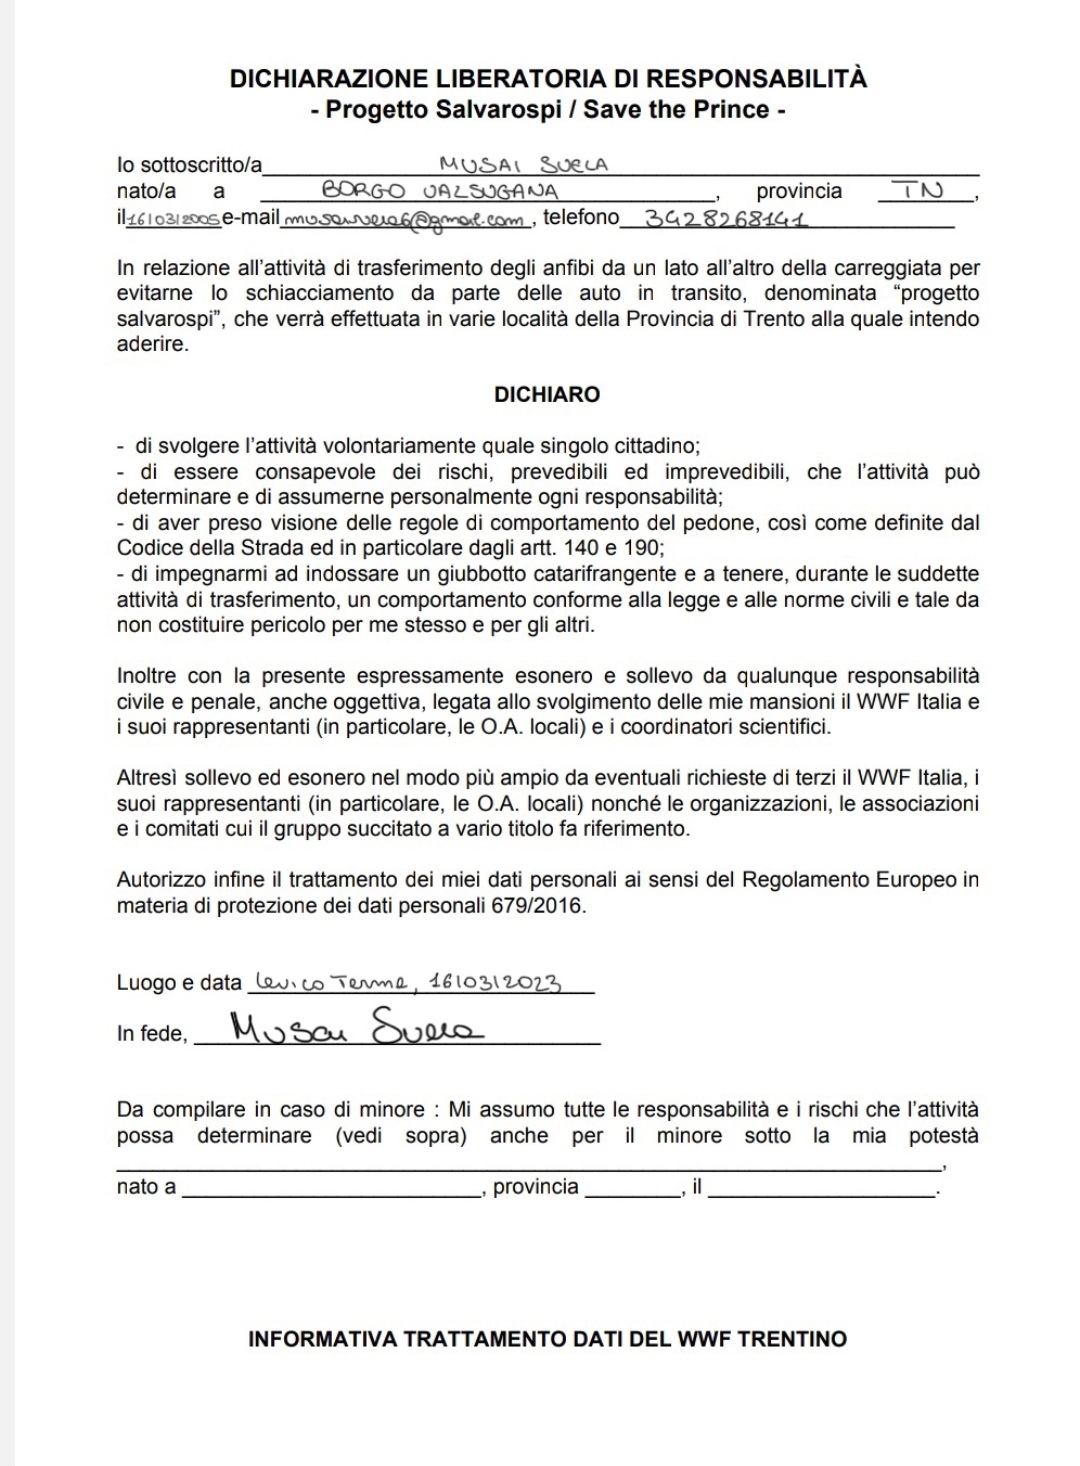 DICHIARAZIONE LIBERATORIA DI RESPONSABILITÀ
- Progetto Salvarospi / Save the Prince -
Io sottoscritto/a MUSAI SUELA
nato/a a BORGO VALSUGANA, provincia TN,
il 16/03/2005 e-mail @gmail.com, telefono 3428268141
In relazione all'attività di trasferimento degli anfibi da un lato all'altro della carreggiata per
evitarne lo schiacciamento da parte delle auto in transito, denominata "progetto
salvarospi", che verrà effettuata in varie località della Provincia di Trento alla quale intendo
aderire.
DICHIARO
- di svolgere l'attività volontariamente quale singolo cittadino;
- di essere consapevole dei rischi, prevedibili ed imprevedibili, che l'attività può
determinare e di assumerne personalmente ogni responsabilità;
- di aver preso visione delle regole di comportamento del pedone, così come definite dal
Codice della Strada ed in particolare dagli artt. 140 e 190;
- di impegnarmi ad indossare un giubbotto catarifrangente e a tenere, durante le suddette
attività di trasferimento, un comportamento conforme alla legge e alle norme civili e tale da
non costituire pericolo per me stesso e per gli altri.
Inoltre con la presente espressamente esonero e sollevo da qualunque responsabilità
civile e penale, anche oggettiva, legata allo svolgimento delle mie mansioni il WWF Italia e
i suoi rappresentanti (in particolare, le O.A. locali) e i coordinatori scientifici.
Altresì sollevo ed esonero nel modo più ampio da eventuali richieste di terzi il WWF Italia, i
suoi rappresentanti (in particolare, le O.A. locali) nonché le organizzazioni, le associazioni
e i comitati cui il gruppo succitato a vario titolo fa riferimento.
Autorizzo infine il trattamento dei miei dati personali ai sensi del Regolamento Europeo in
materia di protezione dei dati personali 679/2016.
Luogo e data Levico Terme, 16/03/2023
In fede, Musai Suela
Da compilare in caso di minore : Mi assumo tutte le responsabilità e i rischi che l'attività
possa determinare (vedi sopra) anche per il minore sotto la mia potestà
,
nato a , provincia , il .
INFORMATIVA TRATTAMENTO DATI DEL WWF TRENTINO